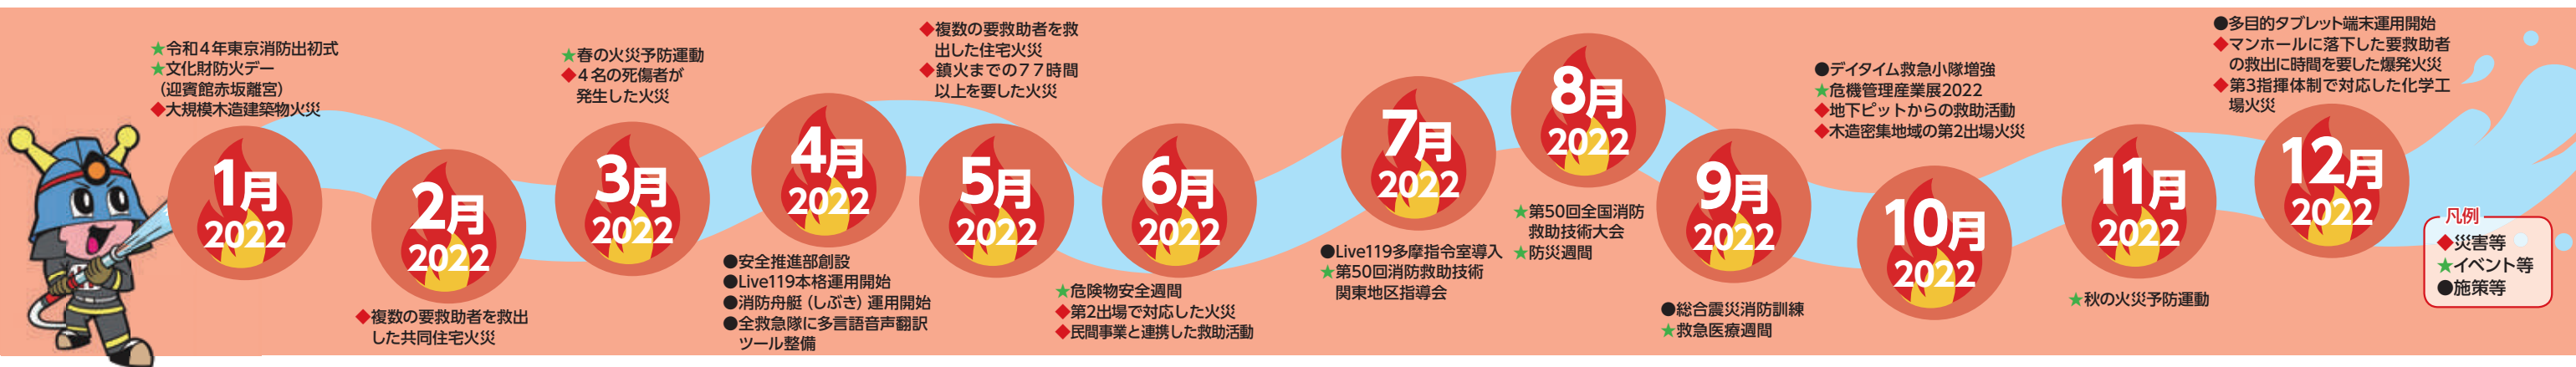 ★令和4年東京消防出初式
★文化財防火デー
（迎賓館赤坂離宮）
◆大規模木造建築物火災
1月
2022
2月
2022
◆複数の要救助者を救出
した共同住宅火災
★春の火災予防運動
◆4名の死傷者が
発生した火災
3月
2022
4月
2022
●安全推進部創設
●Live119本格運用開始
●消防舟艇（しぶき）運用開始
●全救急隊に多言語音声翻訳
ツール整備
◆複数の要救助者を救
出した住宅火災
◆鎮火までの７７時間
以上を要した火災
5月
2022
6月
2022
★危険物安全週間
◆第2出場で対応した火災
◆民間事業と連携した救助活動
7月
2022
●Live119多摩指令室導入
★第50回消防救助技術
関東地区指導会
8月
2022
★第50回全国消防
救助技術大会
★防災週間
9月
2022
●総合震災消防訓練
★救急医療週間
●デイタイム救急小隊増強
★危機管理産業展2022
◆地下ピットからの救助活動
◆木造密集地域の第2出場火災
10月
2022
11月
2022
★秋の火災予防運動
●多目的タブレット端末運用開始
◆マンホールに落下した要救助者
の救出に時間を要した爆発火災
◆第3指揮体制で対応した化学工
場火災
12月
2022
凡例
◆災害等
★イベント等
●施策等